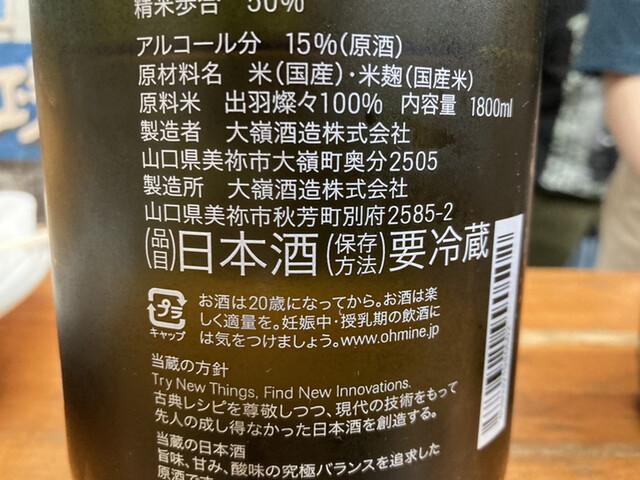 精米歩合 50%
アルコール分 15%(原酒)
原材料名 米(国産)・米麹(国産米)
原料米 出羽燦々100% 内容量 1800ml
製造者 大嶺酒造株式会社
山口県美祢市大嶺町奥分2505
製造所 大嶺酒造株式会社
山口県美祢市秋芳町別府2585-2
(品目)日本酒(保存方法)要冷蔵
プラ
キャップ
お酒は20歳になってから。お酒は楽
しく適量を。妊娠中・授乳期の飲酒に
は気をつけましょう。www.ohmine.jp
当蔵の方針
Try New Things, Find New Innovations.
古典レシピを尊敬しつつ、現代の技術をもって
先人の成し得なかった日本酒を創造する。
当蔵の日本酒
旨味、甘み、酸味の究極バランスを追求した
原酒です